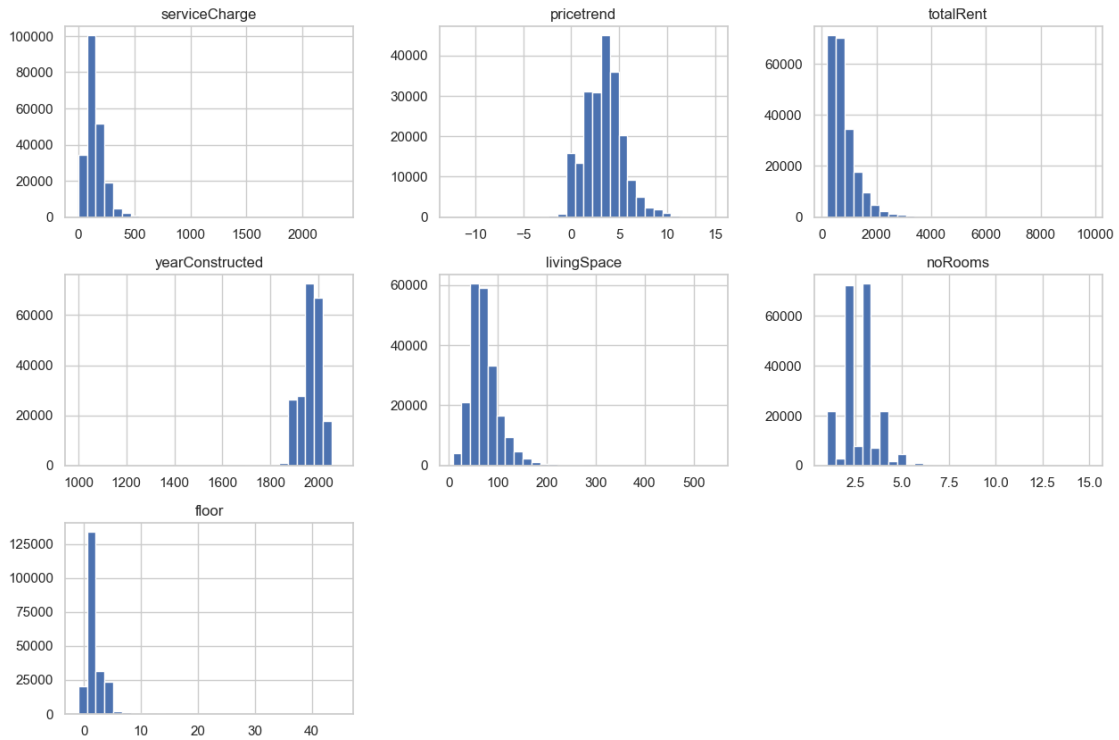 serviceCharge
100000
80000
60000
40000
20000
0
0 500 1000 1500 2000
pricetrend
40000
30000
20000
10000
0
−10 −5 0 5 10 15
totalRent
60000
40000
20000
0
0 2000 4000 6000 8000 10000
yearConstructed
60000
40000
20000
0
1000 1200 1400 1600 1800 2000
livingSpace
60000
40000
20000
0
0 100 200 300 400 500
noRooms
60000
40000
20000
0
2.5 5.0 7.5 10.0 12.5 15.0
floor
125000
100000
75000
50000
25000
0
0 10 20 30 40